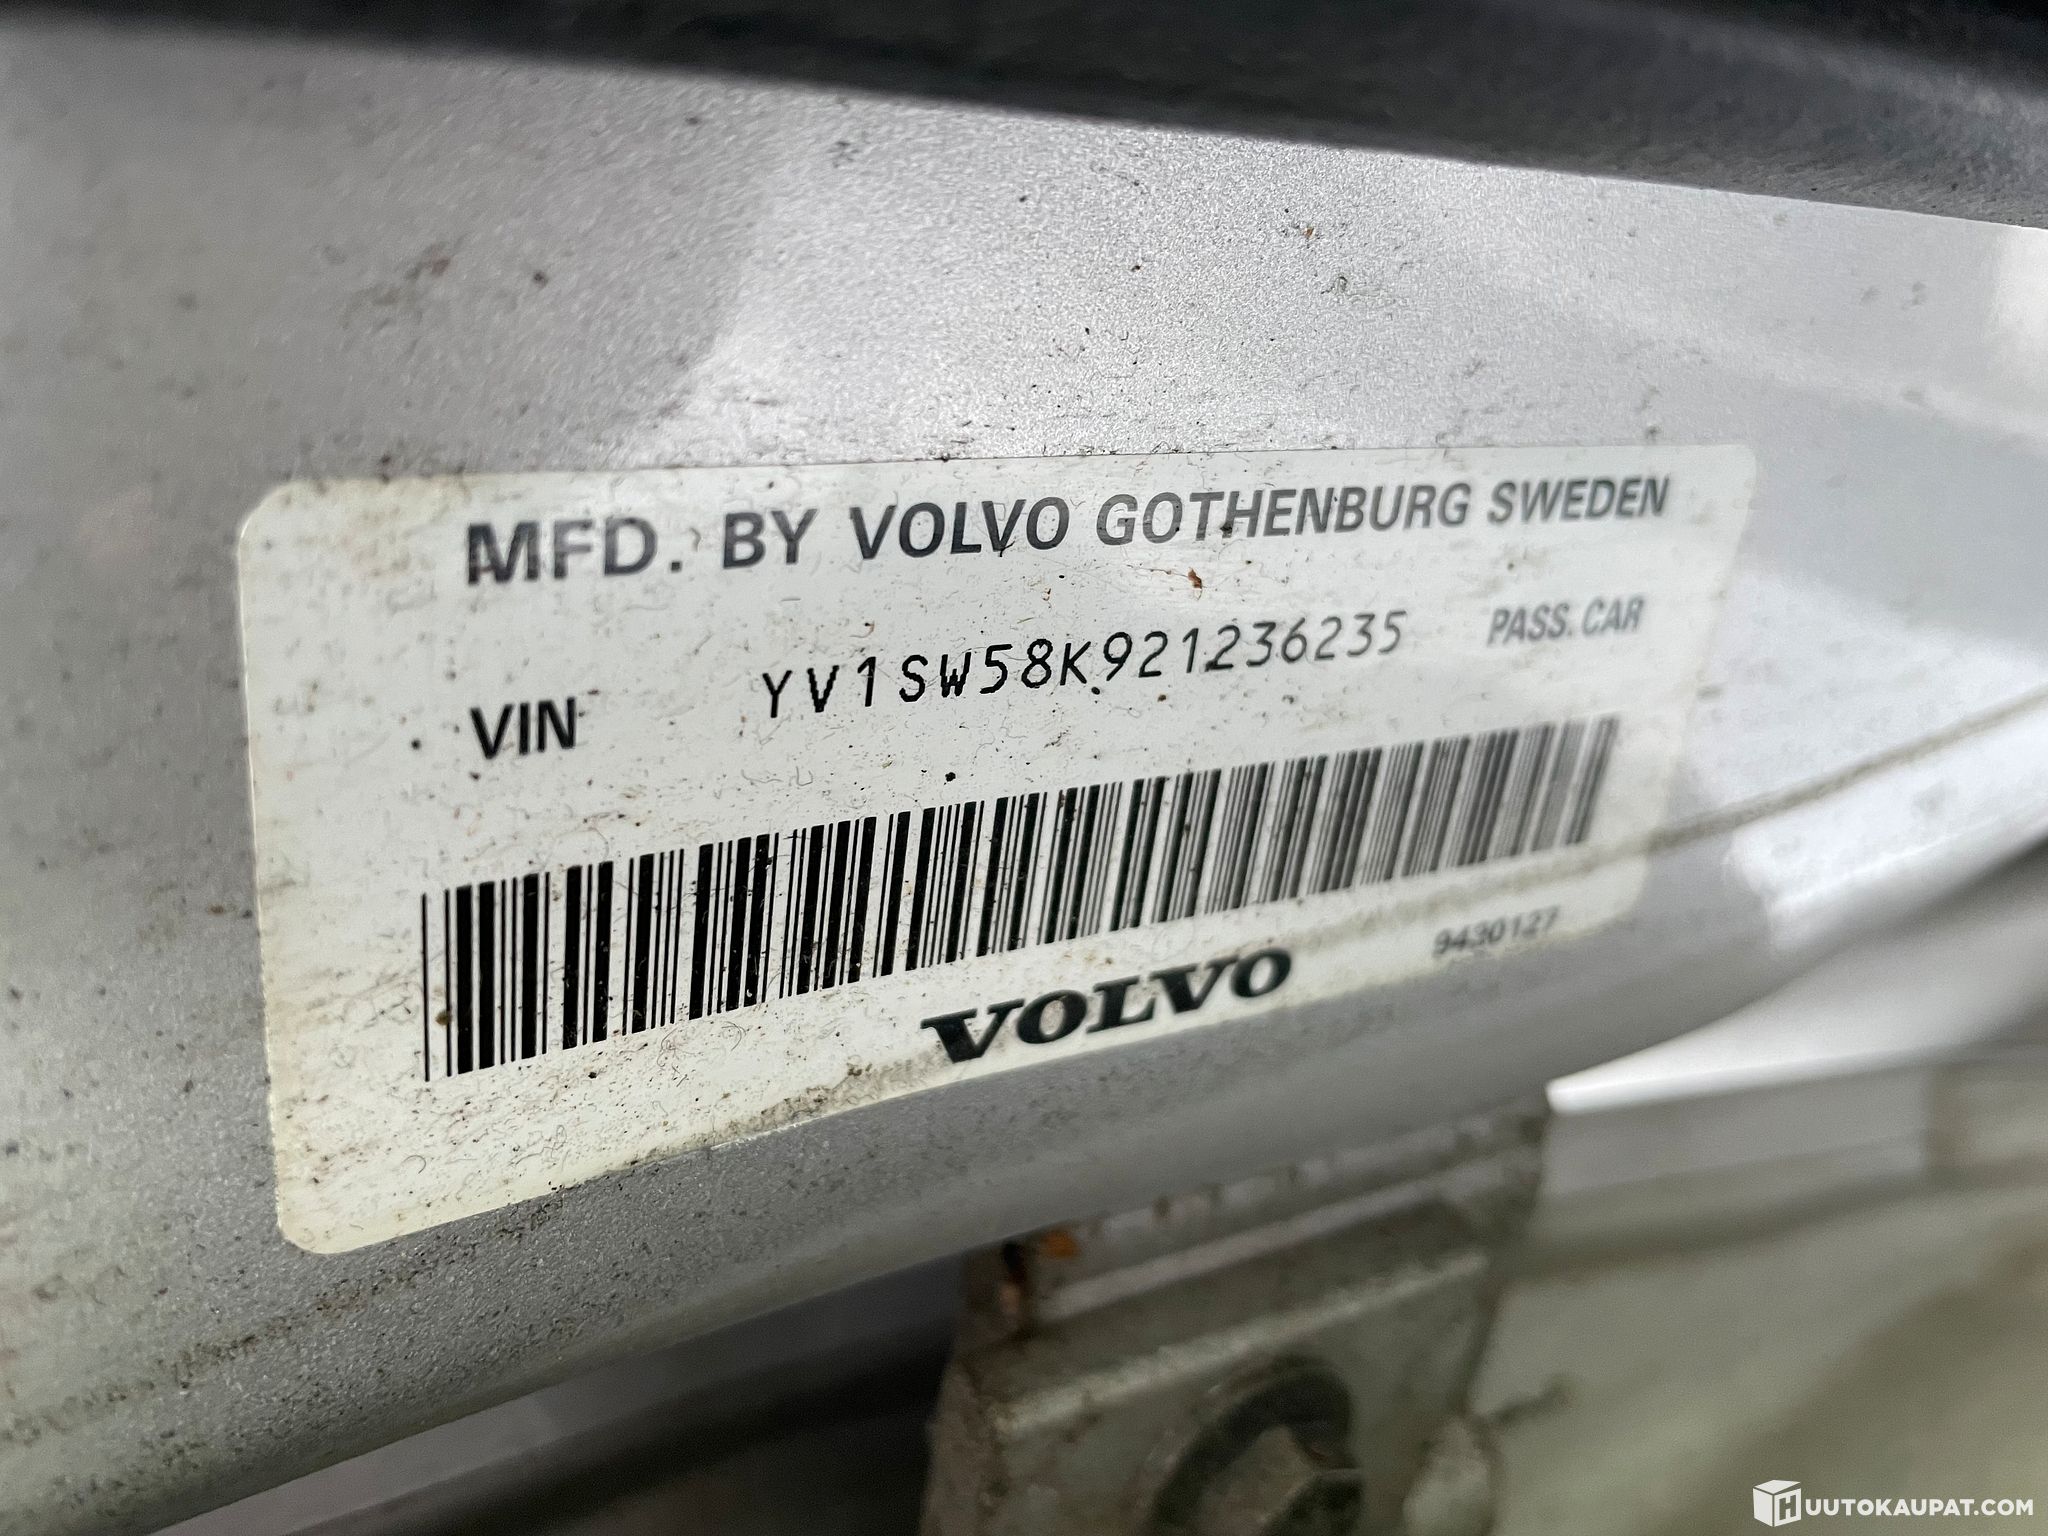 MFD. BY VOLVO GOTHENBURG SWEDEN
VIN YV1SW58K921236235 PASS. CAR
VOLVO 9430127
HUUTOKAUPAT.COM